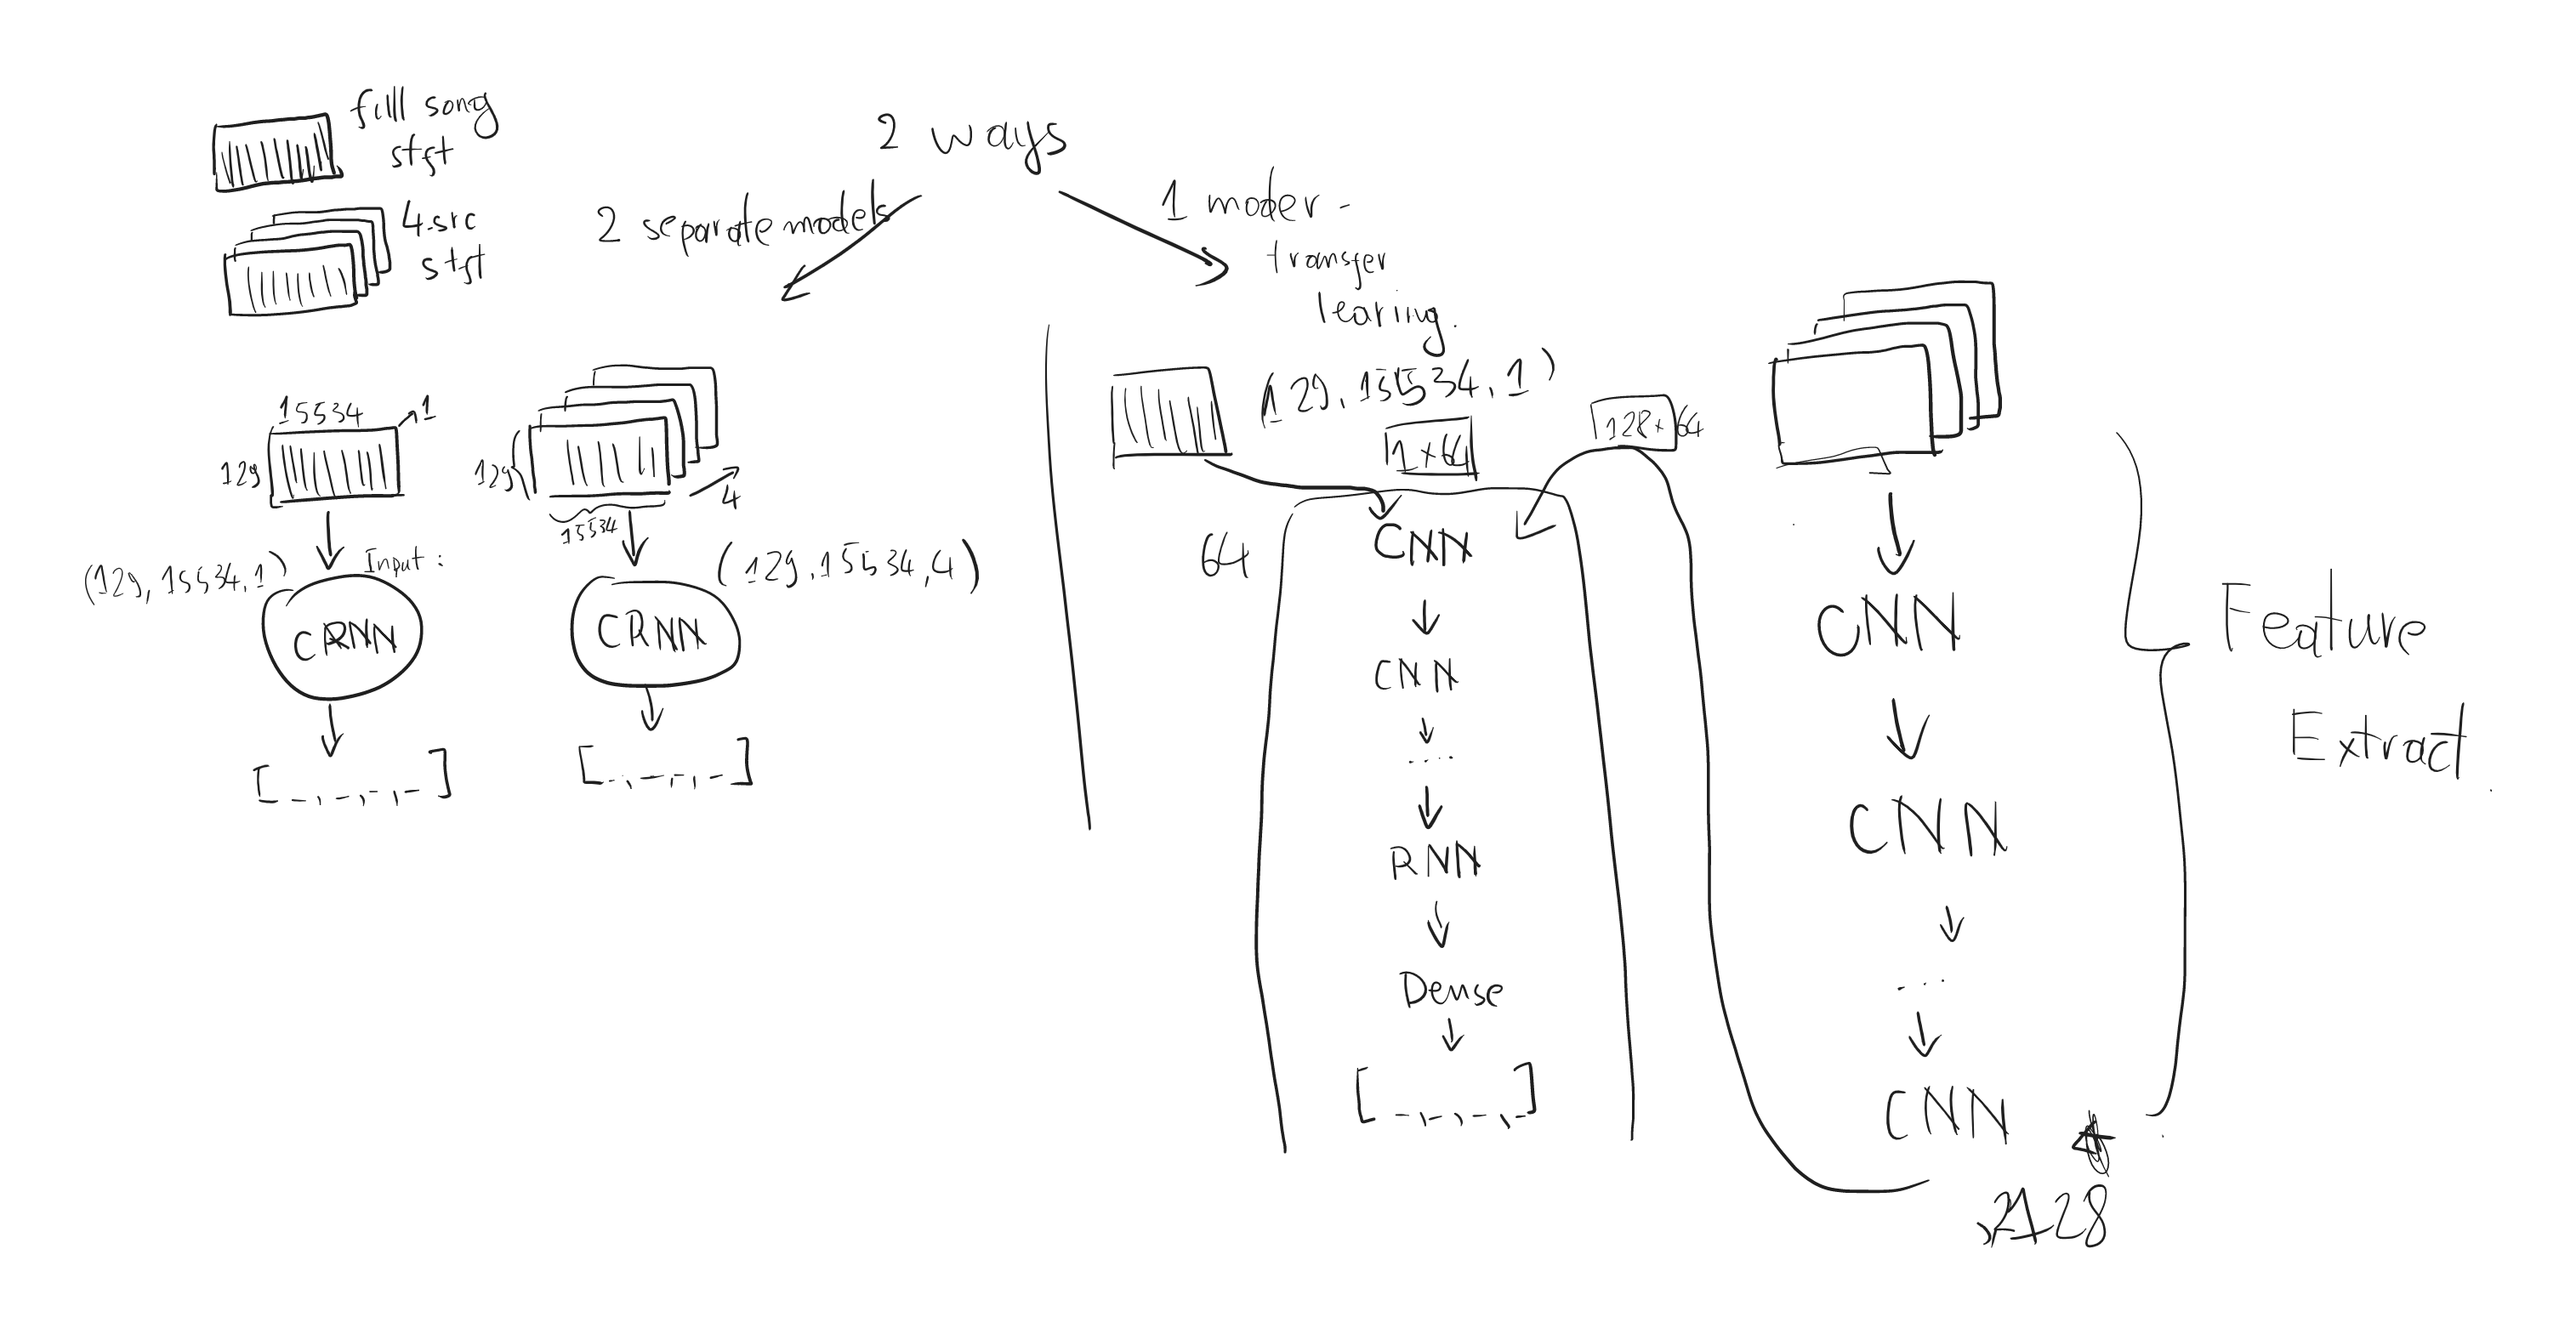 full song
stft
4.src
stft
2 ways
2 separate models
1 moder -
transfer
learing.
15534
1
129
129
4
15534
(129, 15534, 1)
Input:
(129, 15534, 4)
CRNN
CRNN
[_,_,_,_]
[_,_,_,_]
(129, 15534, 1)
1×64
128×64
64
CNN
CNN
....
RNN
Dense
[_,_,_,_]
CNN
CNN
...
CNN
128
Feature
Extract.